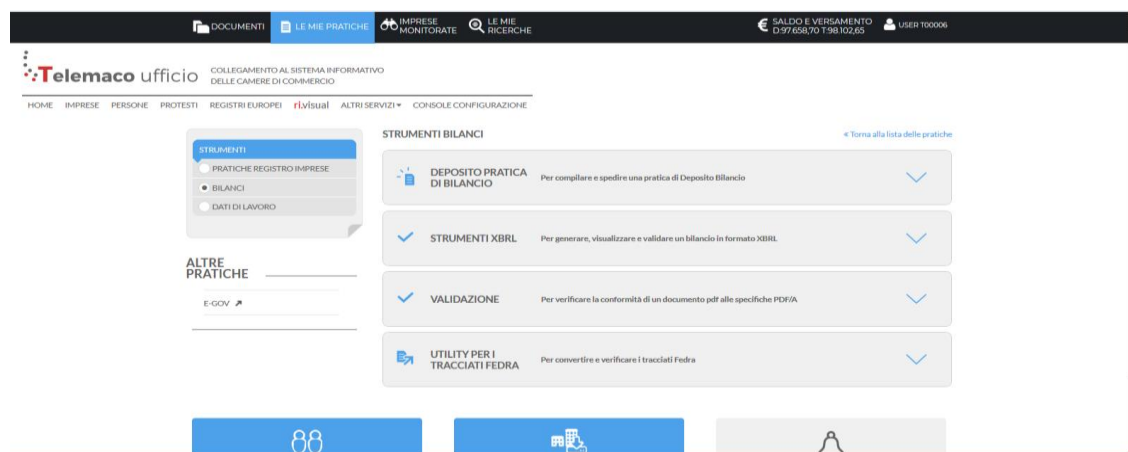 DOCUMENTI
LE MIE PRATICHE
IMPRESE
MONITORATE
LE MIE
RICERCHE
SALDO E VERSAMENTO
D:97.658,70 T:98.102,65
USER T00006
Telemaco ufficio
COLLEGAMENTO AL SISTEMA INFORMATIVO
DELLE CAMERE DI COMMERCIO
HOME IMPRESE PERSONE PROTESTI REGISTRI EUROPEI ri.visual ALTRI SERVIZI CONSOLE CONFIGURAZIONE
STRUMENTI
PRATICHE REGISTRO IMPRESE
BILANCI
DATI DI LAVORO
ALTRE
PRATICHE
E-GOV
STRUMENTI BILANCI
« Torna alla lista delle pratiche
DEPOSITO PRATICA
DI BILANCIO
Per compilare e spedire una pratica di Deposito Bilancio
STRUMENTI XBRL
Per generare, visualizzare e validare un bilancio in formato XBRL
VALIDAZIONE
Per verificare la conformità di un documento pdf alle specifiche PDF/A
UTILITY PER I
TRACCIATI FEDRA
Per convertire e verificare i tracciati Fedra